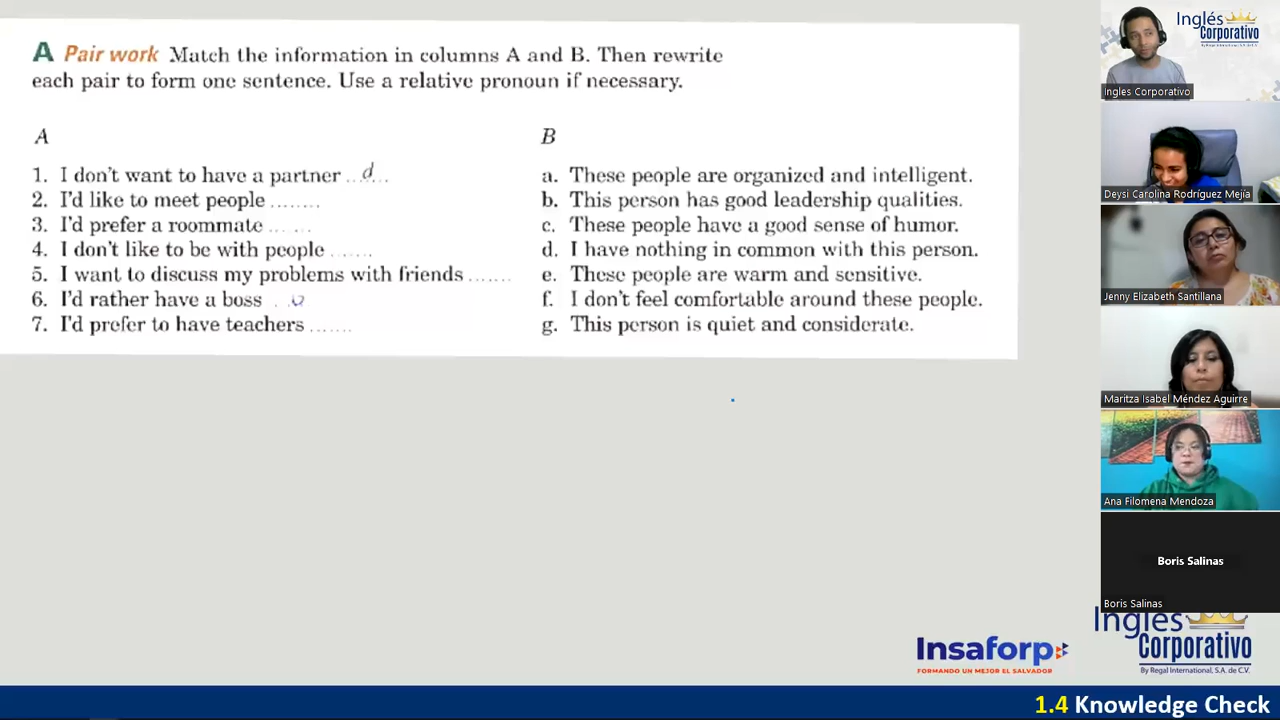 A Pair work Match the information in columns A and B. Then rewrite
each pair to form one sentence. Use a relative pronoun if necessary.
A
1. I don't want to have a partner ...d...
2. I'd like to meet people ........
3. I'd prefer a roommate ... ...
4. I don't like to be with people .......
5. I want to discuss my problems with friends .......
6. I'd rather have a boss
7. I'd prefer to have teachers .......
B
a. These people are organized and intelligent.
b. This person has good leadership qualities.
c. These people have a good sense of humor.
d. I have nothing in common with this person.
e. These people are warm and sensitive.
f. I don't feel comfortable around these people.
g. This person is quiet and considerate.
Inglés
Corporativo
By Regal International, S.A. de C.V.
Ingles Corporativo
Deysi Carolina Rodríguez Mejía
Jenny Elizabeth Santillana
Maritza Isabel Méndez Aguirre
Ana Filomena Mendoza
Boris Salinas
Boris Salinas
Insaforp
FORMANDO UN MEJOR EL SALVADOR
Inglés
Corporativo
By Regal International, S.A. de C.V.
1.4 Knowledge Check